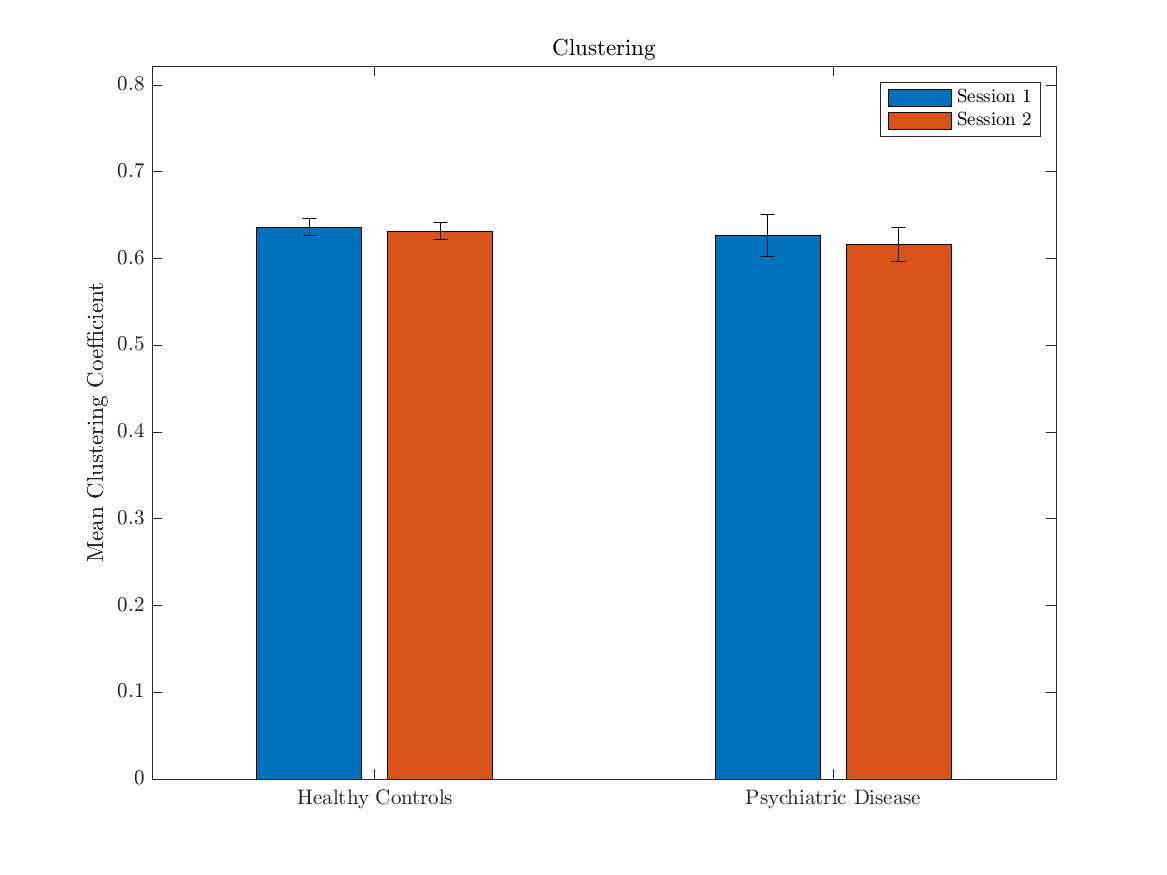 Clustering
Session 1
Session 2
Mean Clustering Coefficient
0.8
0.7
0.6
0.5
0.4
0.3
0.2
0.1
0
Healthy Controls
Psychiatric Disease